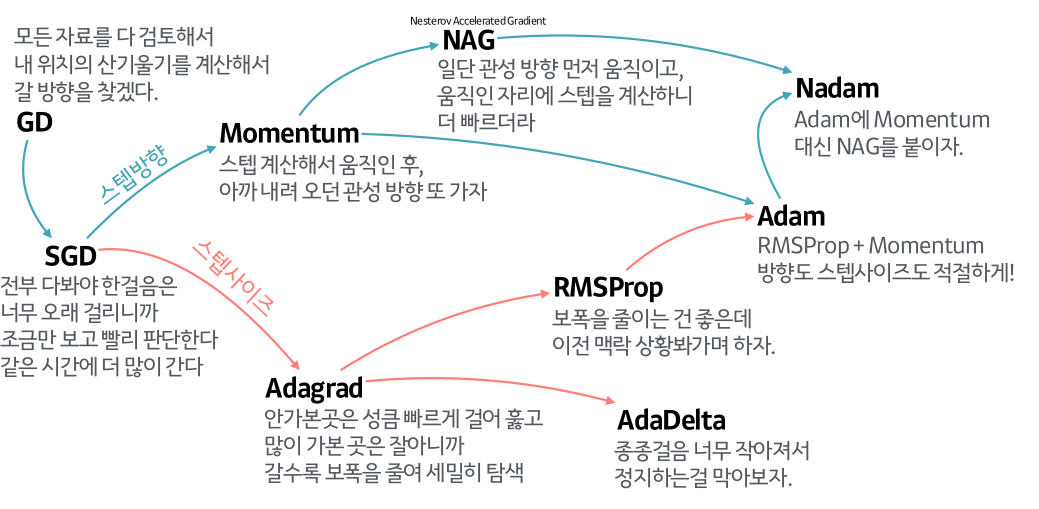 모든 자료를 다 검토해서
내 위치의 산기울기를 계산해서
갈 방향을 찾겠다.
GD
스텝방향
SGD
전부 다봐야 한걸음은
너무 오래 걸리니까
조금만 보고 빨리 판단한다
같은 시간에 더 많이 간다
스텝사이즈
Momentum
스텝 계산해서 움직인 후,
아까 내려 오던 관성 방향 또 가자
Nesterov Accelerated Gradient
NAG
일단 관성 방향 먼저 움직이고,
움직인 자리에 스텝을 계산하니
더 빠르더라
Nadam
Adam에 Momentum
대신 NAG를 붙이자.
Adam
RMSProp + Momentum
방향도 스텝사이즈도 적절하게!
RMSProp
보폭을 줄이는 건 좋은데
이전 맥락 상황봐가며 하자.
Adagrad
안가본곳은 성큼 빠르게 걸어 훓고
많이 가본 곳은 잘아니까
갈수록 보폭을 줄여 세밀히 탐색
AdaDelta
종종걸음 너무 작아져서
정지하는걸 막아보자.